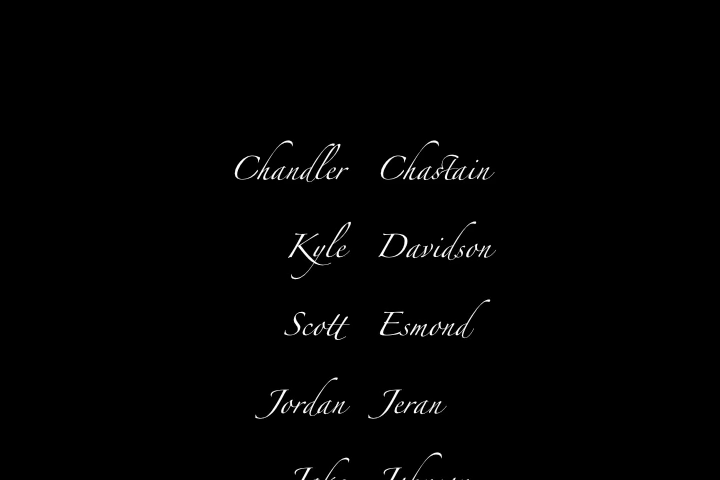 Chandler Chastain
Kyle Davidson
Scott Esmond
Jordan Jeran